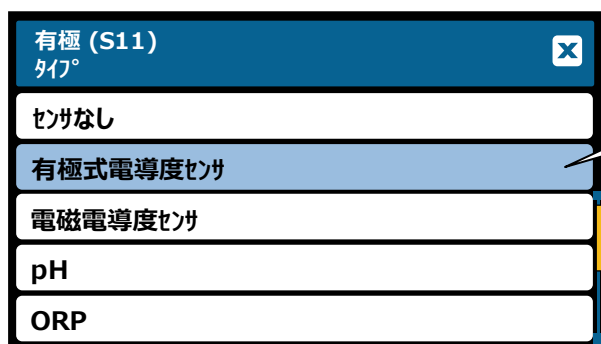 有極 (S11)
ﾀｲﾌﾟ
X
ｾﾝｻなし
有極式電導度ｾﾝｻ
電磁電導度ｾﾝｻ
pH
ORP